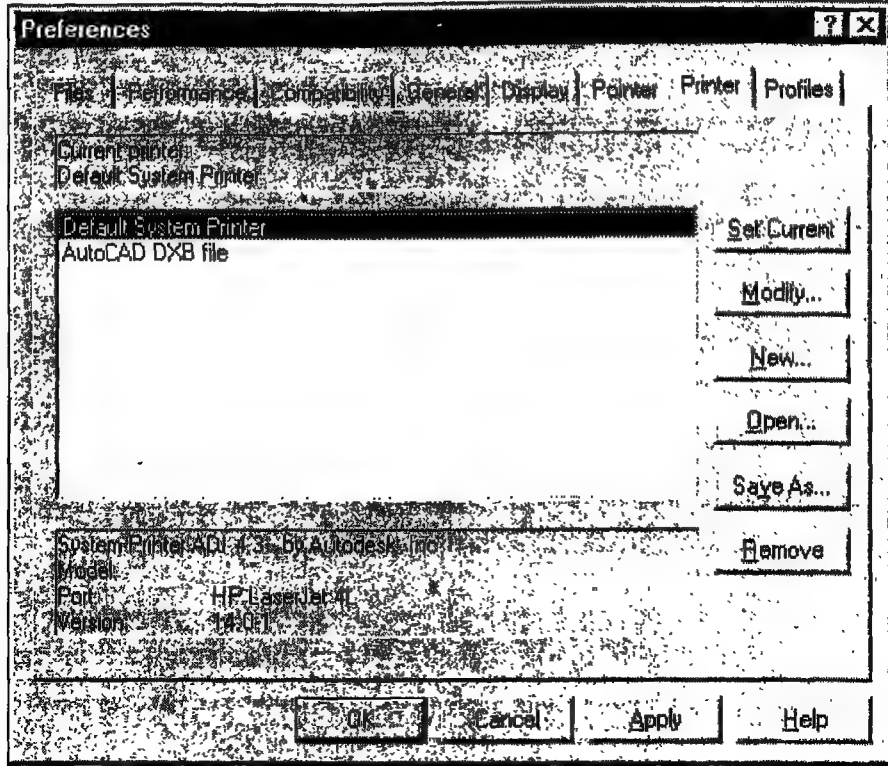 Preferences
Files Performance Compatibility General Display Pointer Printer Profiles
Current printer:
Default System Printer
Default System Printer
AutoCAD DXB file
Set Current
Modify...
New...
Open...
Save As...
Remove
System Printer ADI 4.3 - by Autodesk, Inc
Model:
Port: HP LaserJet 4L
Version: 14.0.1
OK Cancel Apply Help